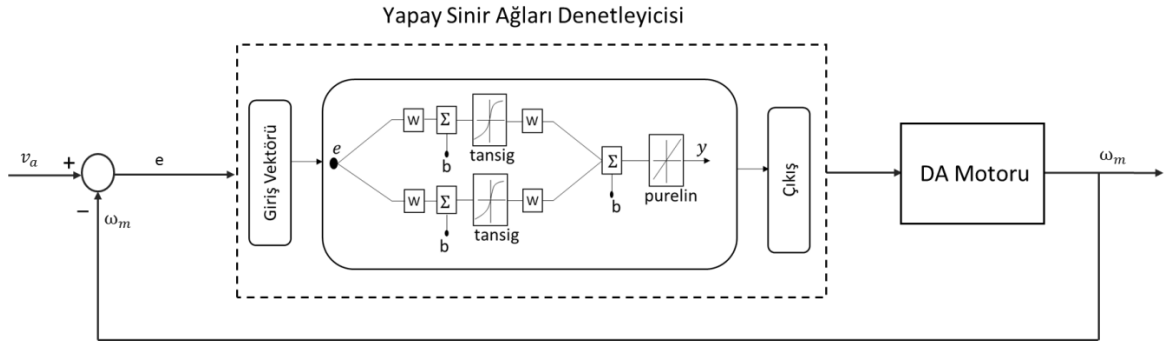 Yapay Sinir Ağları Denetleyicisi
v_a
+
−
e
ω_m
Giriş Vektörü
e
w
Σ
b
tansig
w
w
Σ
b
tansig
w
Σ
b
purelin
y
Çıkış
DA Motoru
ω_m